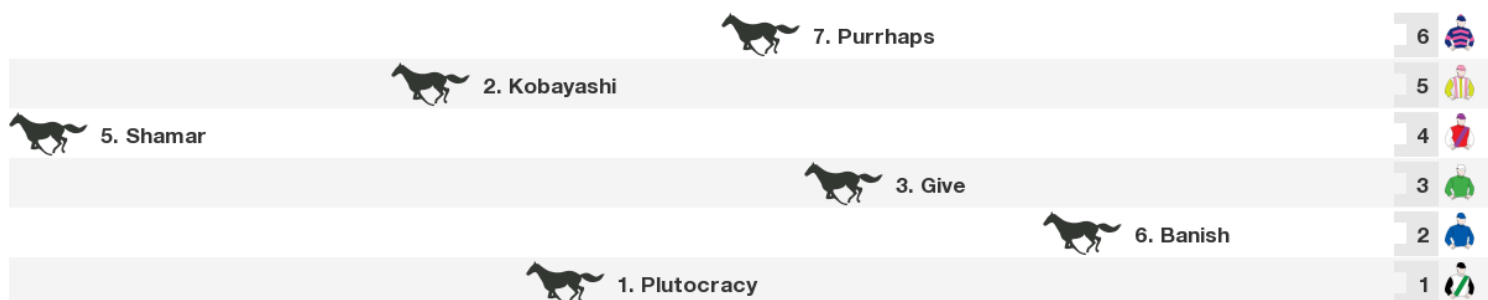 7. Purrhaps 6
2. Kobayashi 5
5. Shamar 4
3. Give 3
6. Banish 2
1. Plutocracy 1